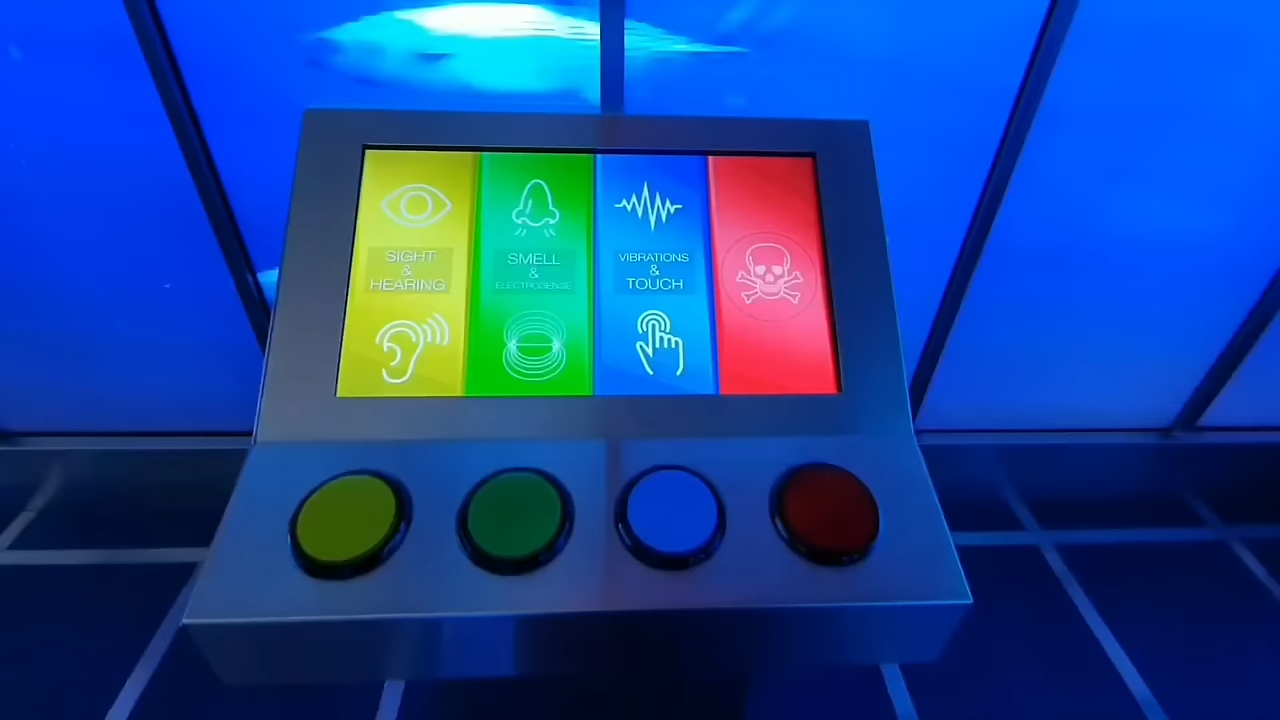 SIGHT
&
HEARING
SMELL
&
ELECTROSENSE
VIBRATIONS
&
TOUCH